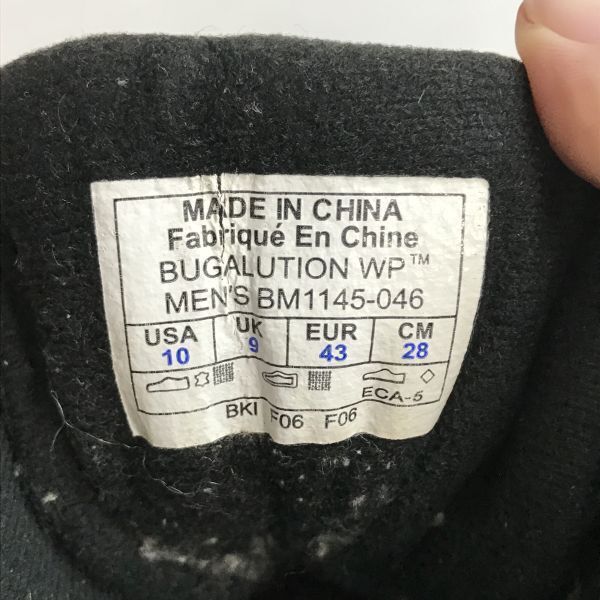 MADE IN CHINA
Fabriqué En Chine
BUGALUTION WP™
MEN'S BM1145-046
USA UK EUR CM
10 9 43 28
ECA-5
BKI F06 F06